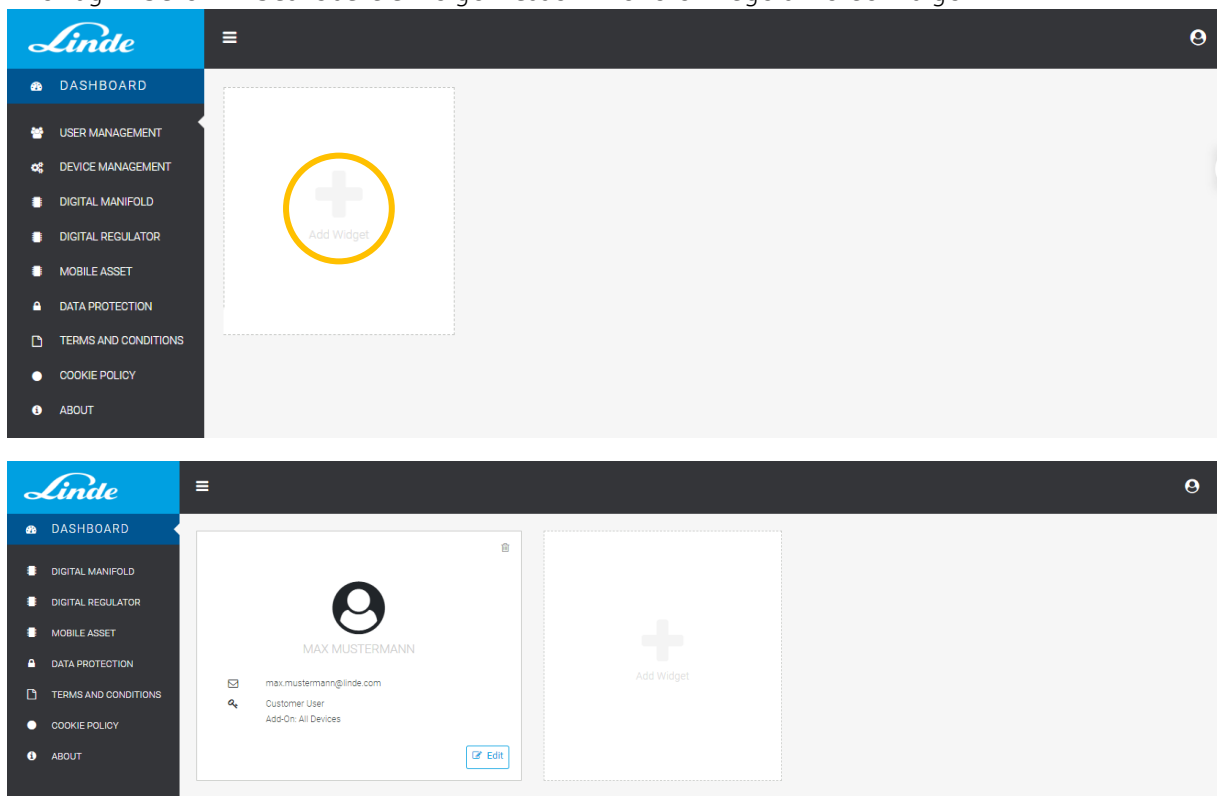 Linde
DASHBOARD
USER MANAGEMENT
DEVICE MANAGEMENT
DIGITAL MANIFOLD
DIGITAL REGULATOR
MOBILE ASSET
DATA PROTECTION
TERMS AND CONDITIONS
COOKIE POLICY
ABOUT
Add Widget
Linde
DASHBOARD
DIGITAL MANIFOLD
DIGITAL REGULATOR
MOBILE ASSET
DATA PROTECTION
TERMS AND CONDITIONS
COOKIE POLICY
ABOUT
MAX MUSTERMANN
max.mustermann@linde.com
Customer User
Add-On: All Devices
Edit
Add Widget